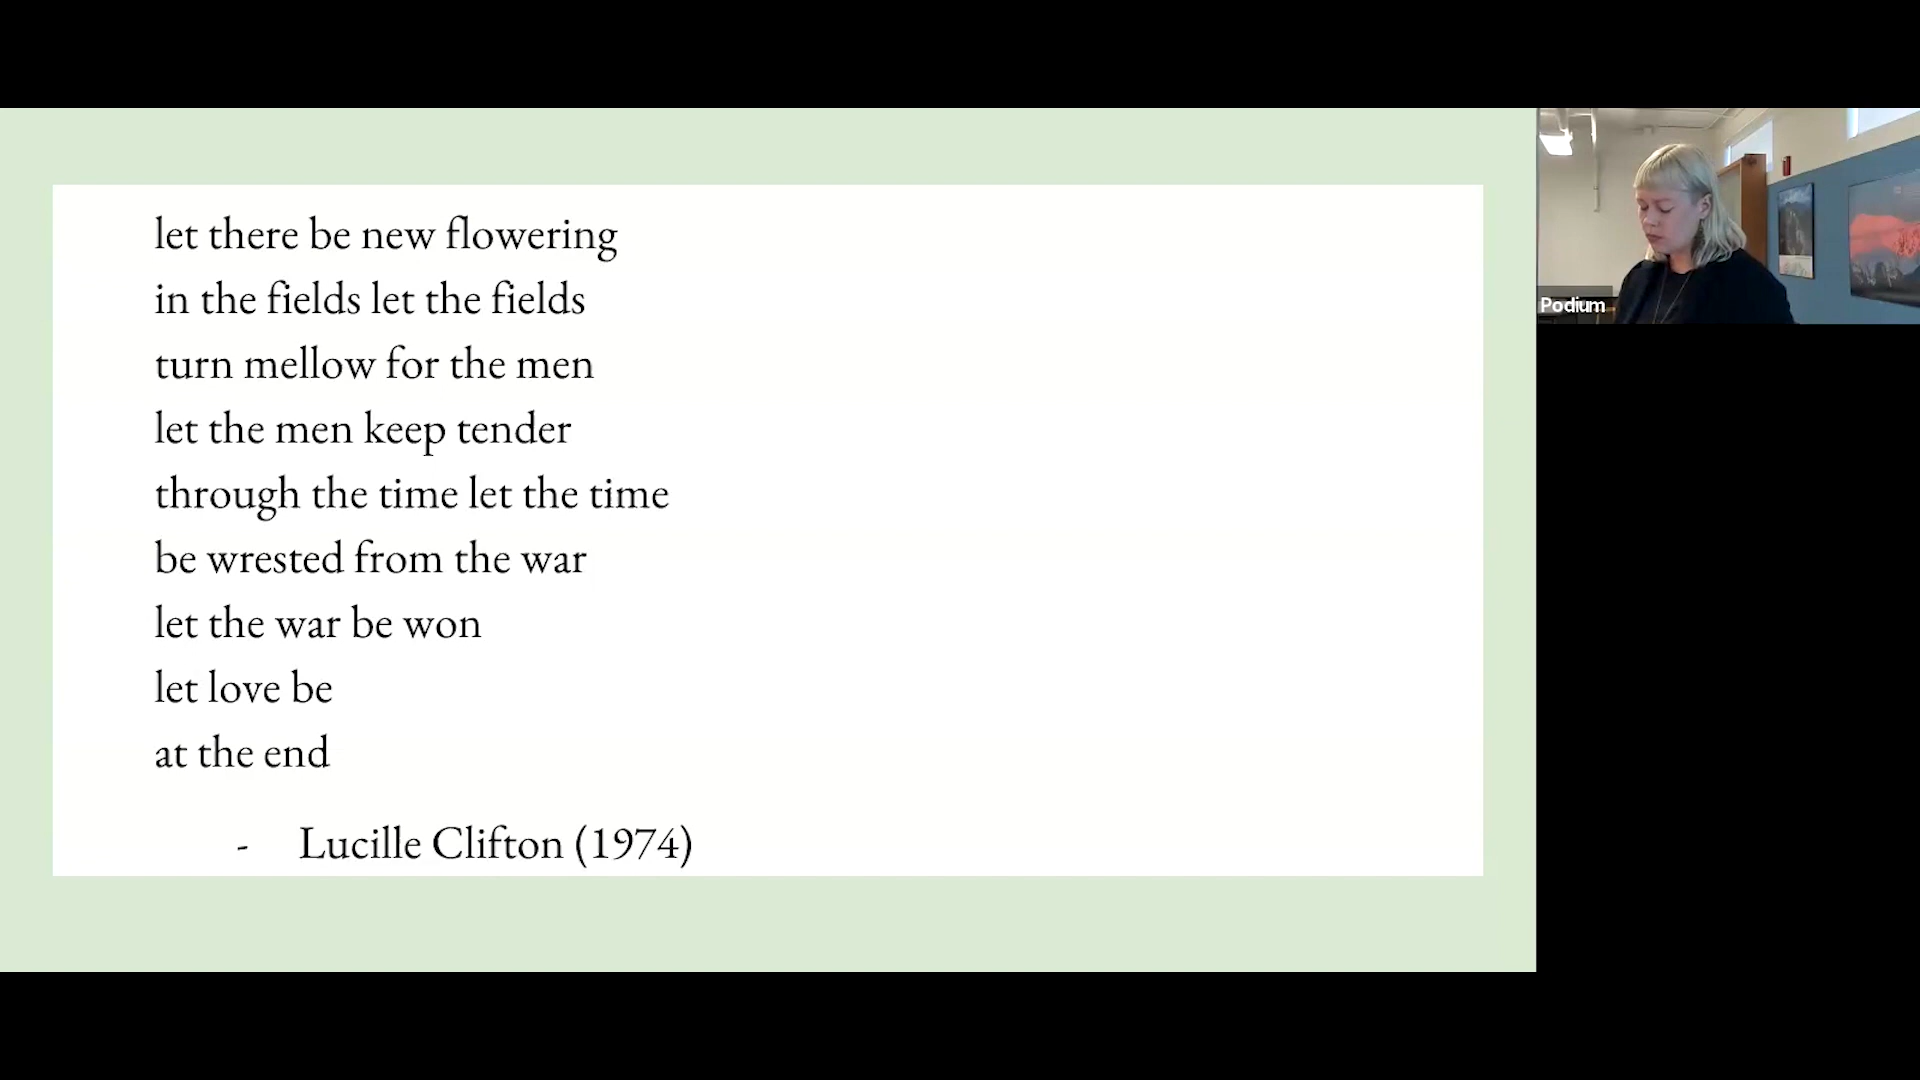 let there be new flowering
in the fields let the fields
turn mellow for the men
let the men keep tender
through the time let the time
be wrested from the war
let the war be won
let love be
at the end
- Lucille Clifton (1974)
Podium